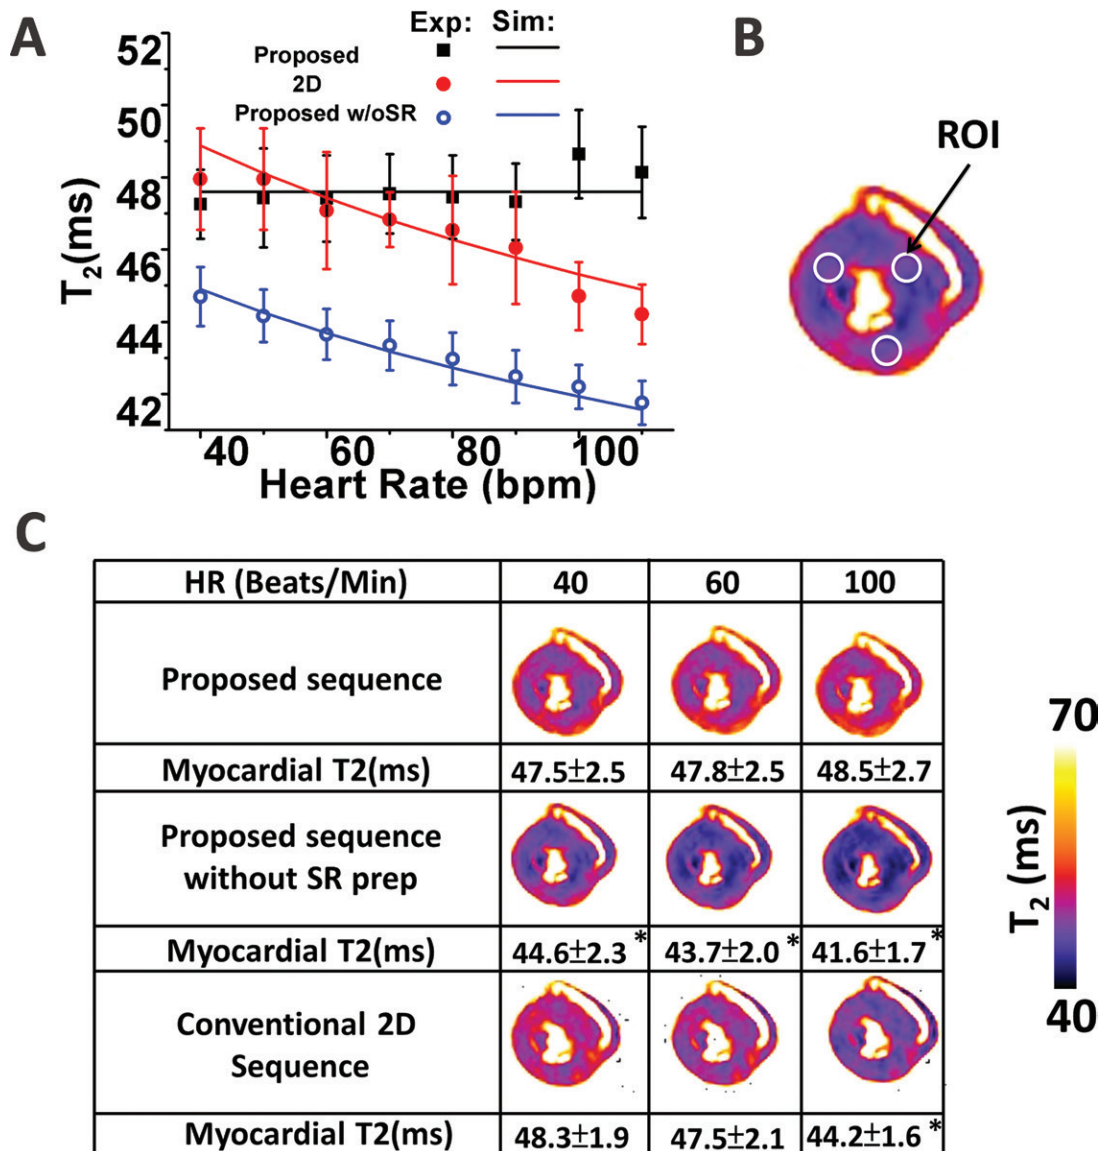 A
Exp: Sim:
Proposed
2D
Proposed w/oSR
52
50
48
46
44
42
T₂(ms)
40 60 80 100
Heart Rate (bpm)
B
ROI
C
HR (Beats/Min) 40 60 100
Proposed sequence
Myocardial T2(ms) 47.5±2.5 47.8±2.5 48.5±2.7
Proposed sequence
without SR prep
Myocardial T2(ms) 44.6±2.3 * 43.7±2.0 * 41.6±1.7 *
Conventional 2D
Sequence
Myocardial T2(ms) 48.3±1.9 47.5±2.1 44.2±1.6 *
70
T₂ (ms)
40